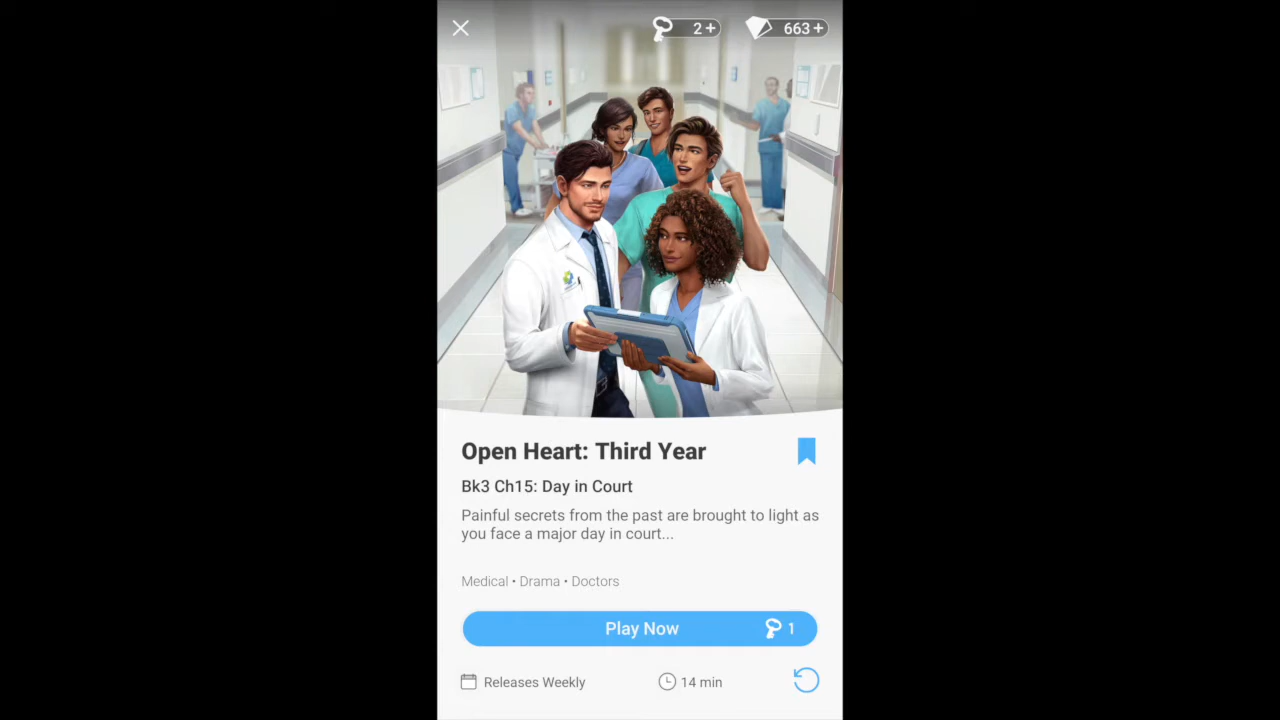 2 +
663 +
Open Heart: Third Year
Bk3 Ch15: Day in Court
Painful secrets from the past are brought to light as
you face a major day in court...
Medical • Drama • Doctors
Play Now 1
Releases Weekly 14 min